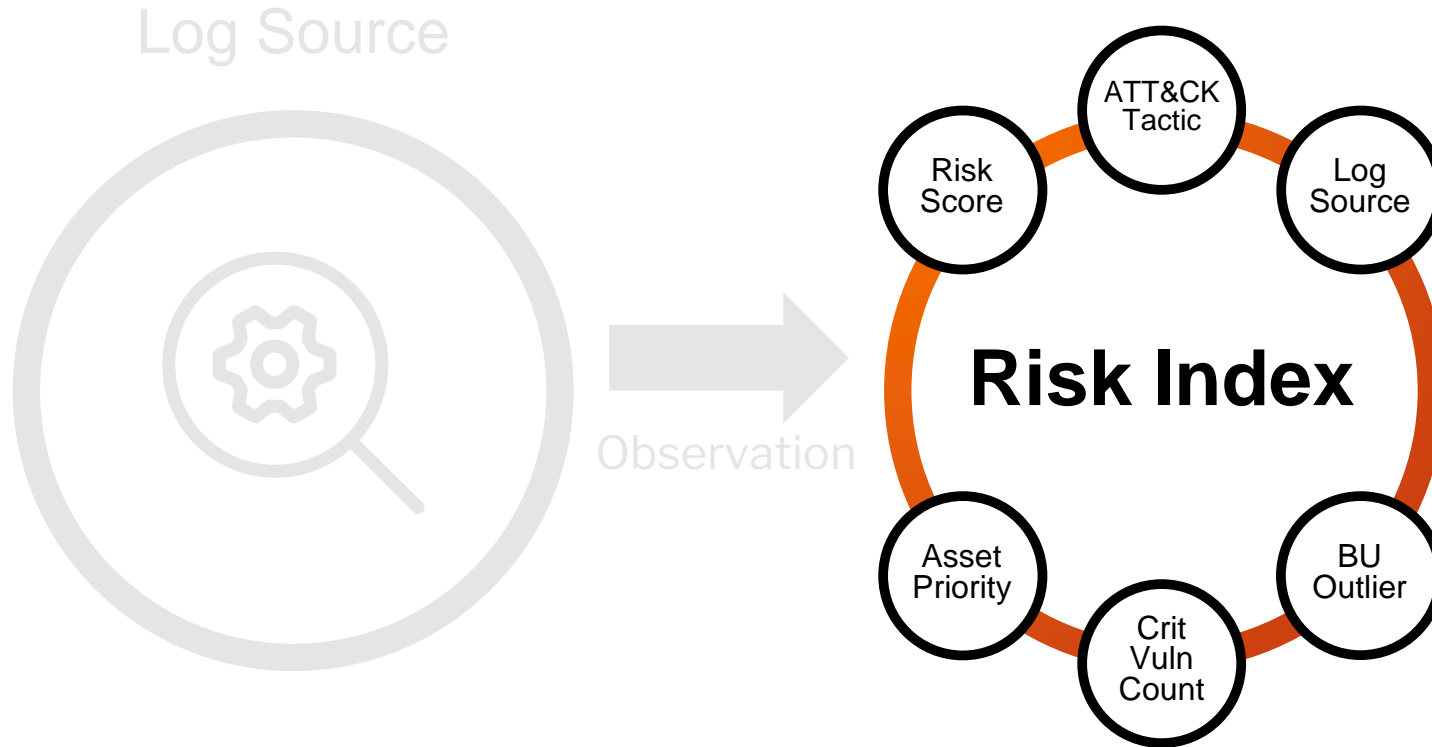 Log Source
Observation
ATT&CK
Tactic
Risk
Score
Log
Source
Risk Index
Asset
Priority
BU
Outlier
Crit
Vuln
Count